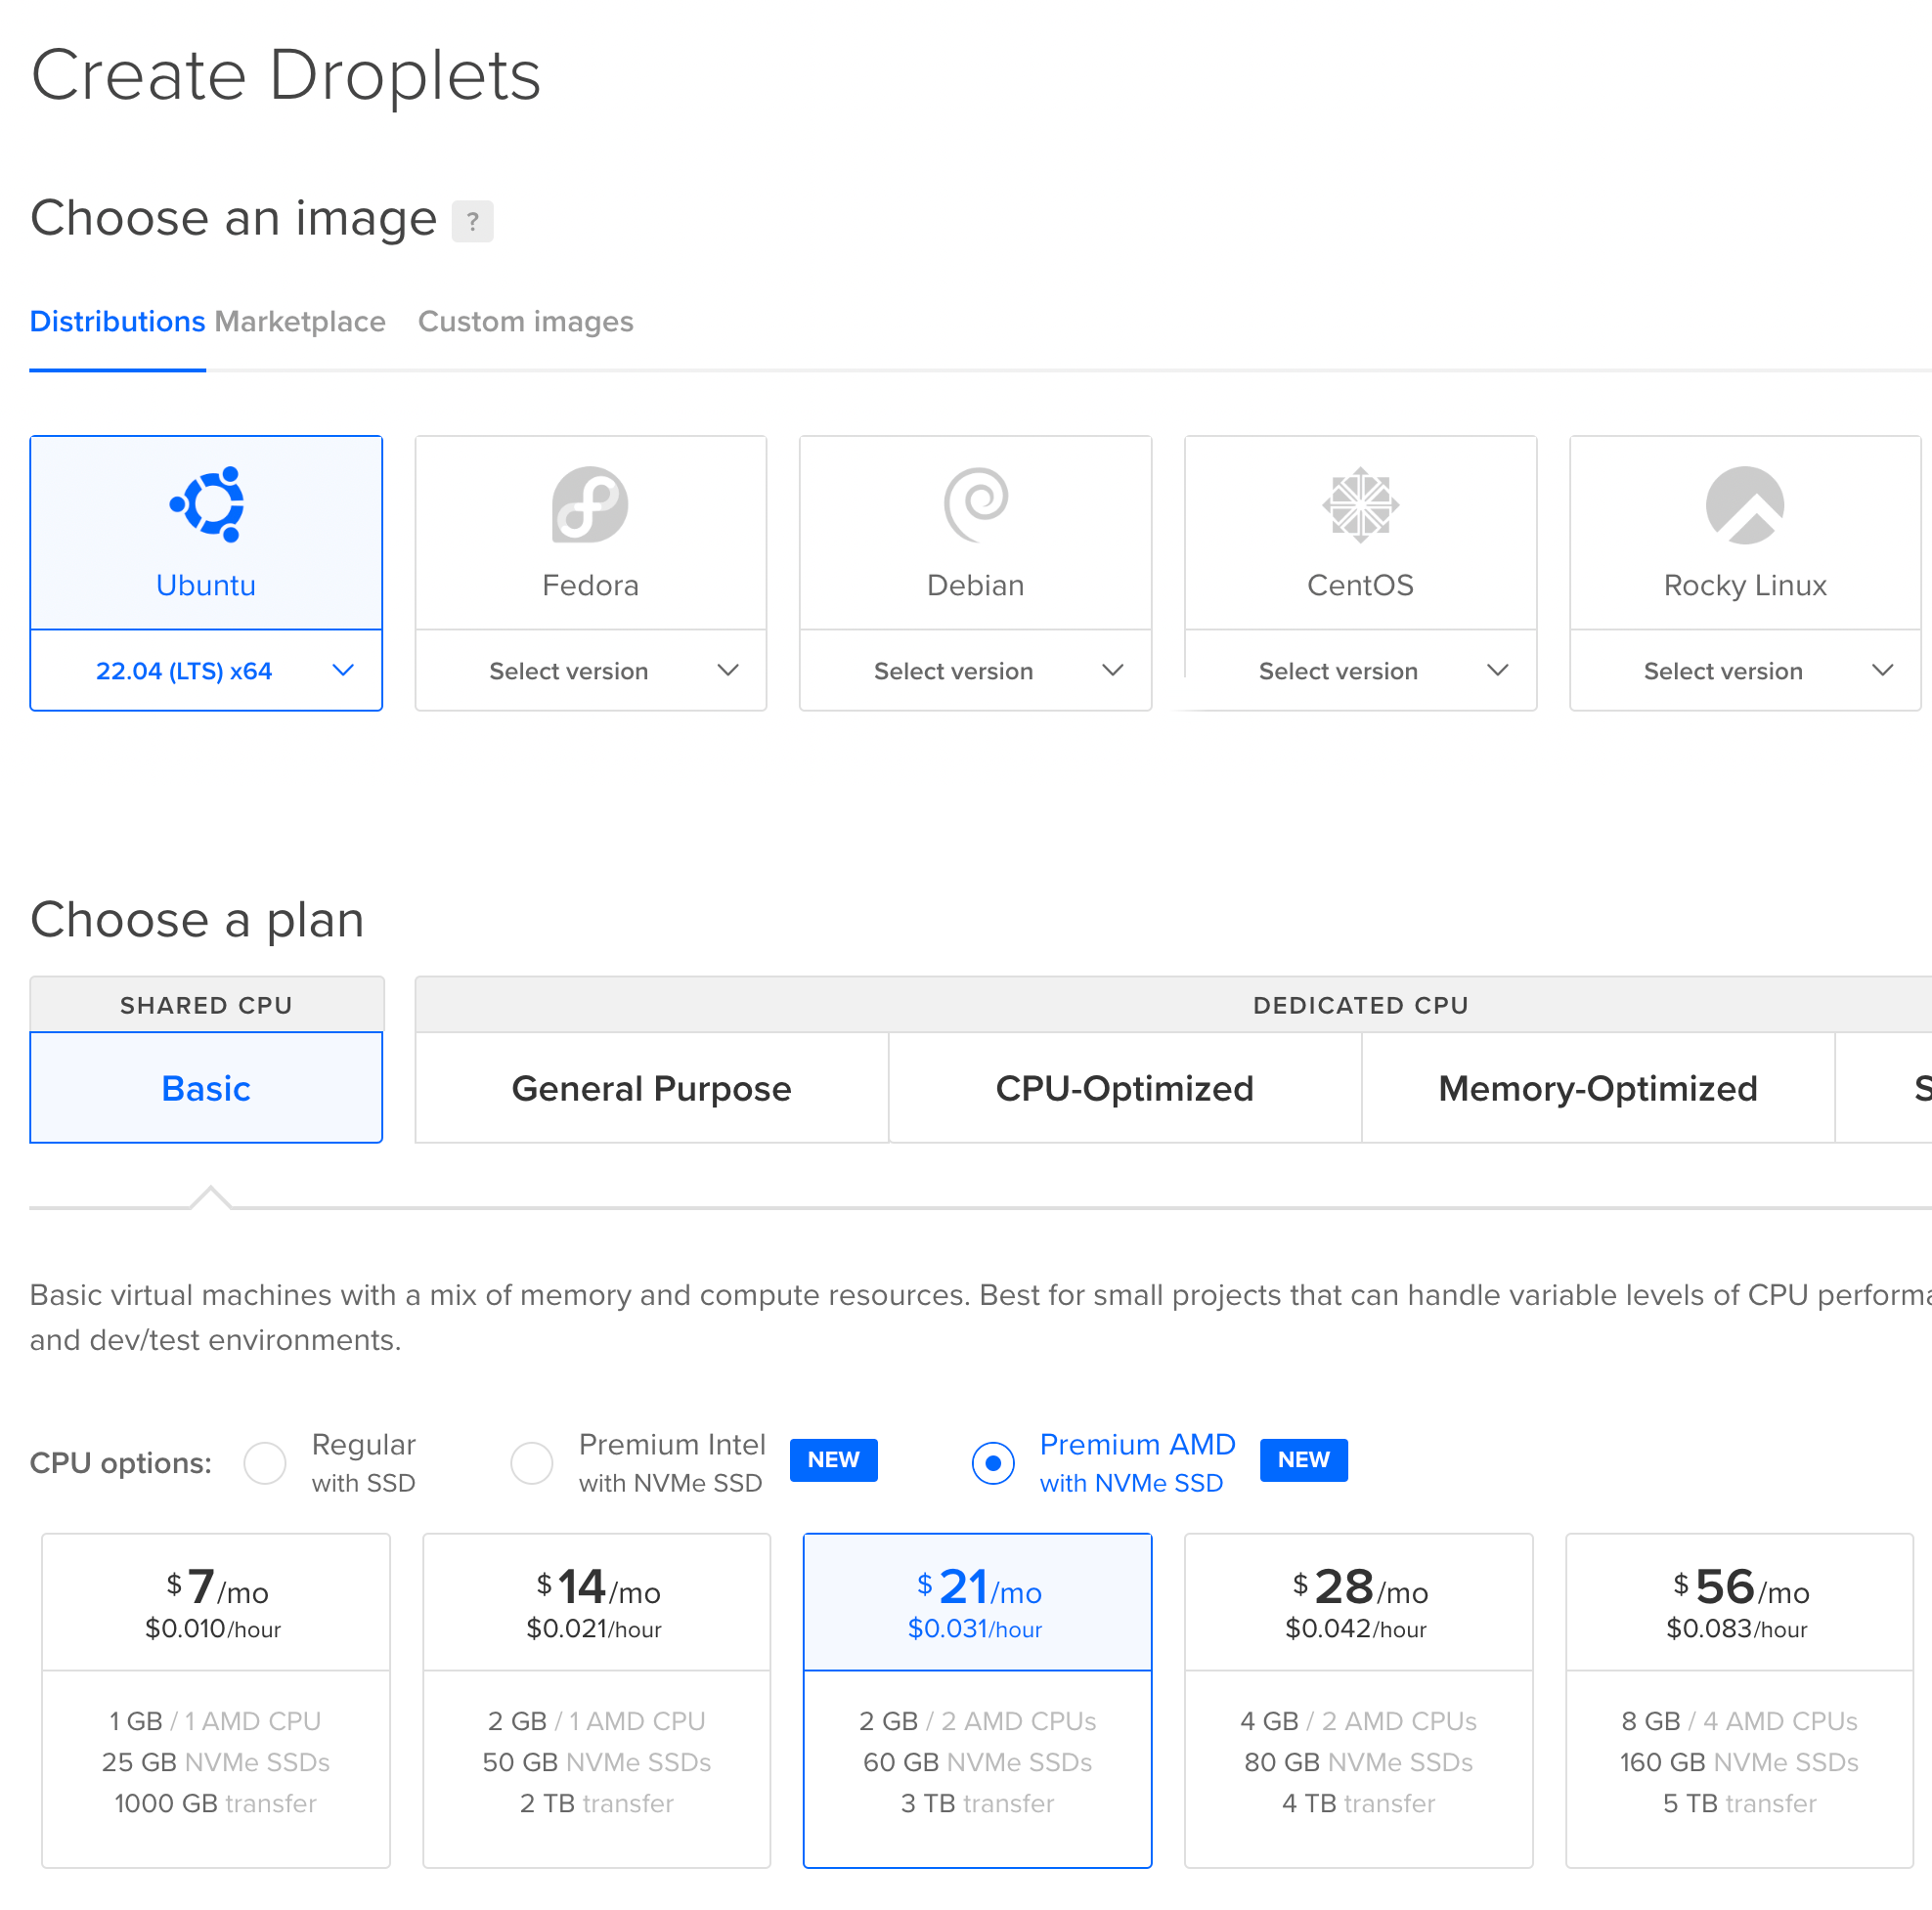 Create Droplets
Choose an image ?
Distributions Marketplace Custom images
Ubuntu Fedora Debian CentOS Rocky Linux
22.04 (LTS) x64 Select version Select version Select version Select version
Choose a plan
SHARED CPU DEDICATED CPU
Basic General Purpose CPU-Optimized Memory-Optimized S
Basic virtual machines with a mix of memory and compute resources. Best for small projects that can handle variable levels of CPU performa
and dev/test environments.
CPU options: Regular with SSD Premium Intel with NVMe SSD NEW Premium AMD with NVMe SSD NEW
$7/mo $14/mo $21/mo $28/mo $56/mo
$0.010/hour $0.021/hour $0.031/hour $0.042/hour $0.083/hour
1 GB / 1 AMD CPU 2 GB / 1 AMD CPU 2 GB / 2 AMD CPUs 4 GB / 2 AMD CPUs 8 GB / 4 AMD CPUs
25 GB NVMe SSDs 50 GB NVMe SSDs 60 GB NVMe SSDs 80 GB NVMe SSDs 160 GB NVMe SSDs
1000 GB transfer 2 TB transfer 3 TB transfer 4 TB transfer 5 TB transfer